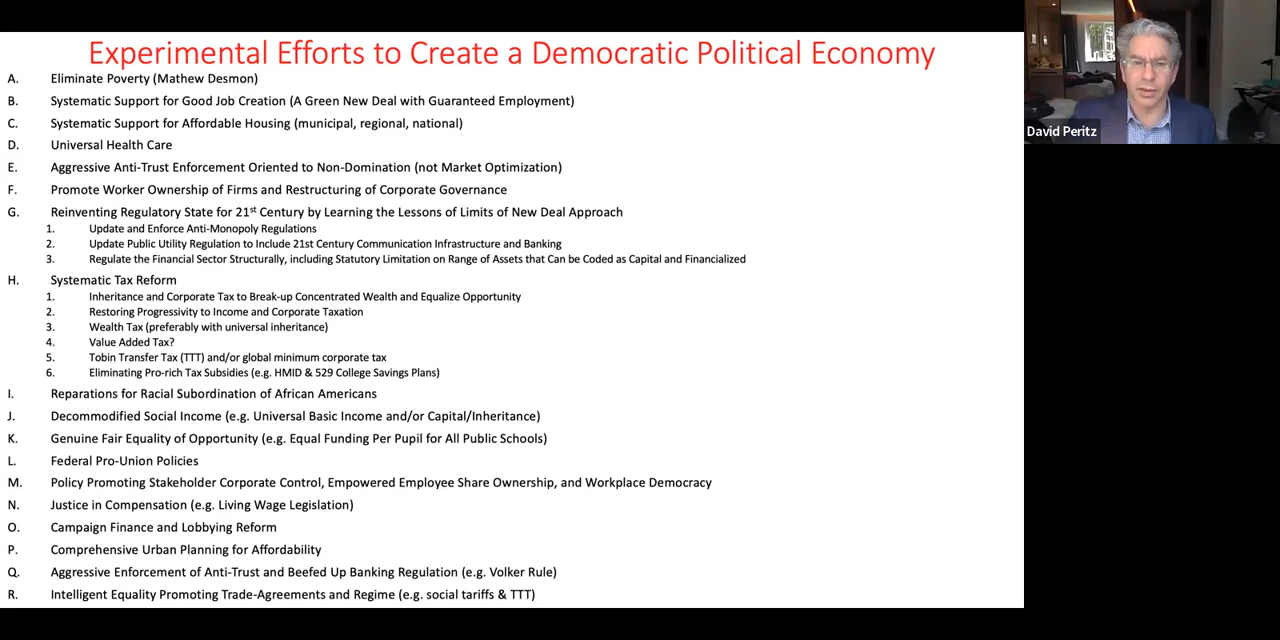 Experimental Efforts to Create a Democratic Political Economy
A. Eliminate Poverty (Mathew Desmon)
B. Systematic Support for Good Job Creation (A Green New Deal with Guaranteed Employment)
C. Systematic Support for Affordable Housing (municipal, regional, national)
D. Universal Health Care
E. Aggressive Anti-Trust Enforcement Oriented to Non-Domination (not Market Optimization)
F. Promote Worker Ownership of Firms and Restructuring of Corporate Governance
G. Reinventing Regulatory State for 21st Century by Learning the Lessons of Limits of New Deal Approach
1. Update and Enforce Anti-Monopoly Regulations
2. Update Public Utility Regulation to Include 21st Century Communication Infrastructure and Banking
3. Regulate the Financial Sector Structurally, including Statutory Limitation on Range of Assets that Can be Coded as Capital and Financialized
H. Systematic Tax Reform
1. Inheritance and Corporate Tax to Break-up Concentrated Wealth and Equalize Opportunity
2. Restoring Progressivity to Income and Corporate Taxation
3. Wealth Tax (preferably with universal inheritance)
4. Value Added Tax?
5. Tobin Transfer Tax (TTT) and/or global minimum corporate tax
6. Eliminating Pro-rich Tax Subsidies (e.g. HMID & 529 College Savings Plans)
I. Reparations for Racial Subordination of African Americans
J. Decommodified Social Income (e.g. Universal Basic Income and/or Capital/Inheritance)
K. Genuine Fair Equality of Opportunity (e.g. Equal Funding Per Pupil for All Public Schools)
L. Federal Pro-Union Policies
M. Policy Promoting Stakeholder Corporate Control, Empowered Employee Share Ownership, and Workplace Democracy
N. Justice in Compensation (e.g. Living Wage Legislation)
O. Campaign Finance and Lobbying Reform
P. Comprehensive Urban Planning for Affordability
Q. Aggressive Enforcement of Anti-Trust and Beefed Up Banking Regulation (e.g. Volker Rule)
R. Intelligent Equality Promoting Trade-Agreements and Regime (e.g. social tariffs & TTT)
David Peritz